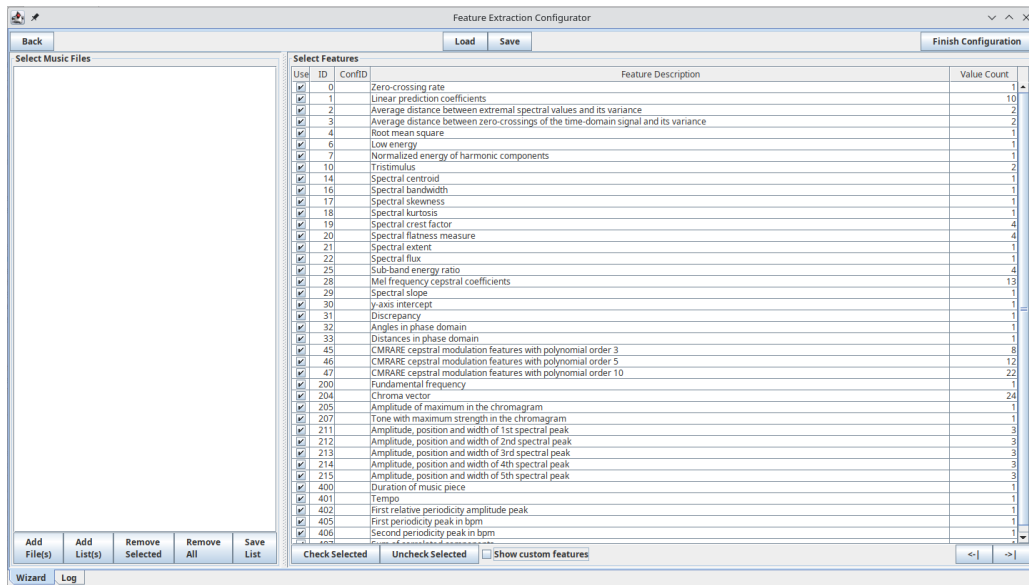 Feature Extraction Configurator
Back Load Save Finish Configuration
Select Music Files
Select Features
Use ID ConfID Feature Description Value Count
0 Zero-crossing rate 1
1 Linear prediction coefficients 10
2 Average distance between extremal spectral values and its variance 2
3 Average distance between zero-crossings of the time-domain signal and its variance 2
4 Root mean square 1
6 Low energy 1
7 Normalized energy of harmonic components 1
10 Tristimulus 2
14 Spectral centroid 1
16 Spectral bandwidth 1
17 Spectral skewness 1
18 Spectral kurtosis 1
19 Spectral crest factor 4
20 Spectral flatness measure 4
21 Spectral extent 1
22 Spectral flux 1
25 Sub-band energy ratio 4
28 Mel frequency cepstral coefficients 13
29 Spectral slope 1
30 y-axis intercept 1
31 Discrepancy 1
32 Angles in phase domain 1
33 Distances in phase domain 1
45 CMRARE cepstral modulation features with polynomial order 3 8
46 CMRARE cepstral modulation features with polynomial order 5 12
47 CMRARE cepstral modulation features with polynomial order 10 22
200 Fundamental frequency 1
204 Chroma vector 24
205 Amplitude of maximum in the chromagram 1
207 Tone with maximum strength in the chromagram 1
211 Amplitude, position and width of 1st spectral peak 3
212 Amplitude, position and width of 2nd spectral peak 3
213 Amplitude, position and width of 3rd spectral peak 3
214 Amplitude, position and width of 4th spectral peak 3
215 Amplitude, position and width of 5th spectral peak 3
400 Duration of music piece 1
401 Tempo 1
402 First relative periodicity amplitude peak 1
405 First periodicity peak in bpm 1
406 Second periodicity peak in bpm 1
Add File(s) Add List(s) Remove Selected Remove All Save List
Check Selected Uncheck Selected Show custom features <-| ->|
Wizard Log